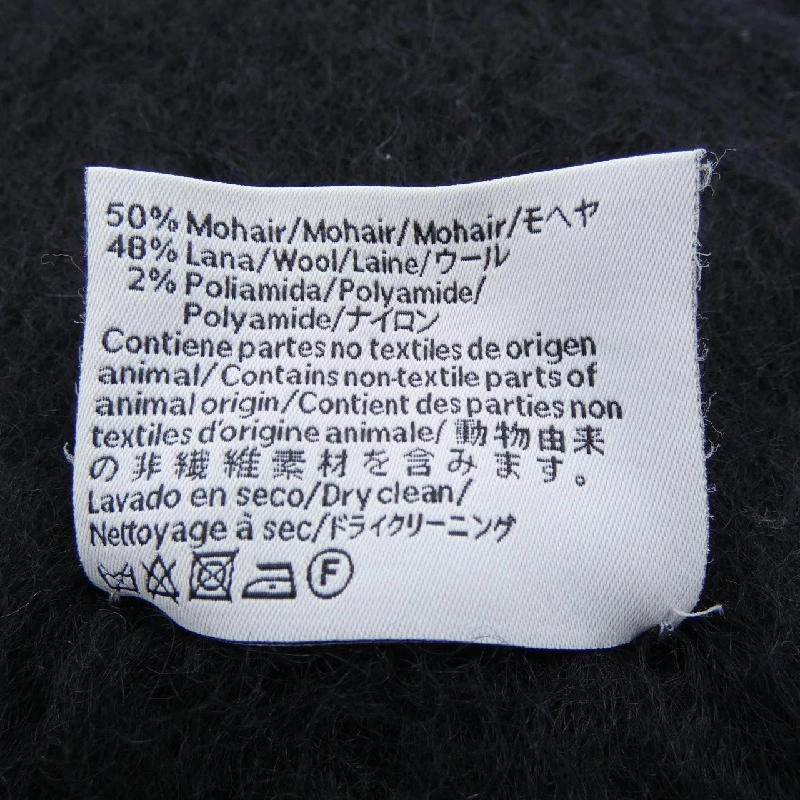 50% Mohair/Mohair/Mohair/モヘヤ
48% Lana/Wool/Laine/ウール
2% Poliamida/Polyamide/
Polyamide/ナイロン
Contiene partes no textiles de origen
animal/Contains non-textile parts of
animal origin/Contient des parties non
textiles d'origine animale/動物由来
の非繊維素材を含みます。
Lavado en seco/Dry clean/
Nettoyage à sec/ドライクリーニング
F